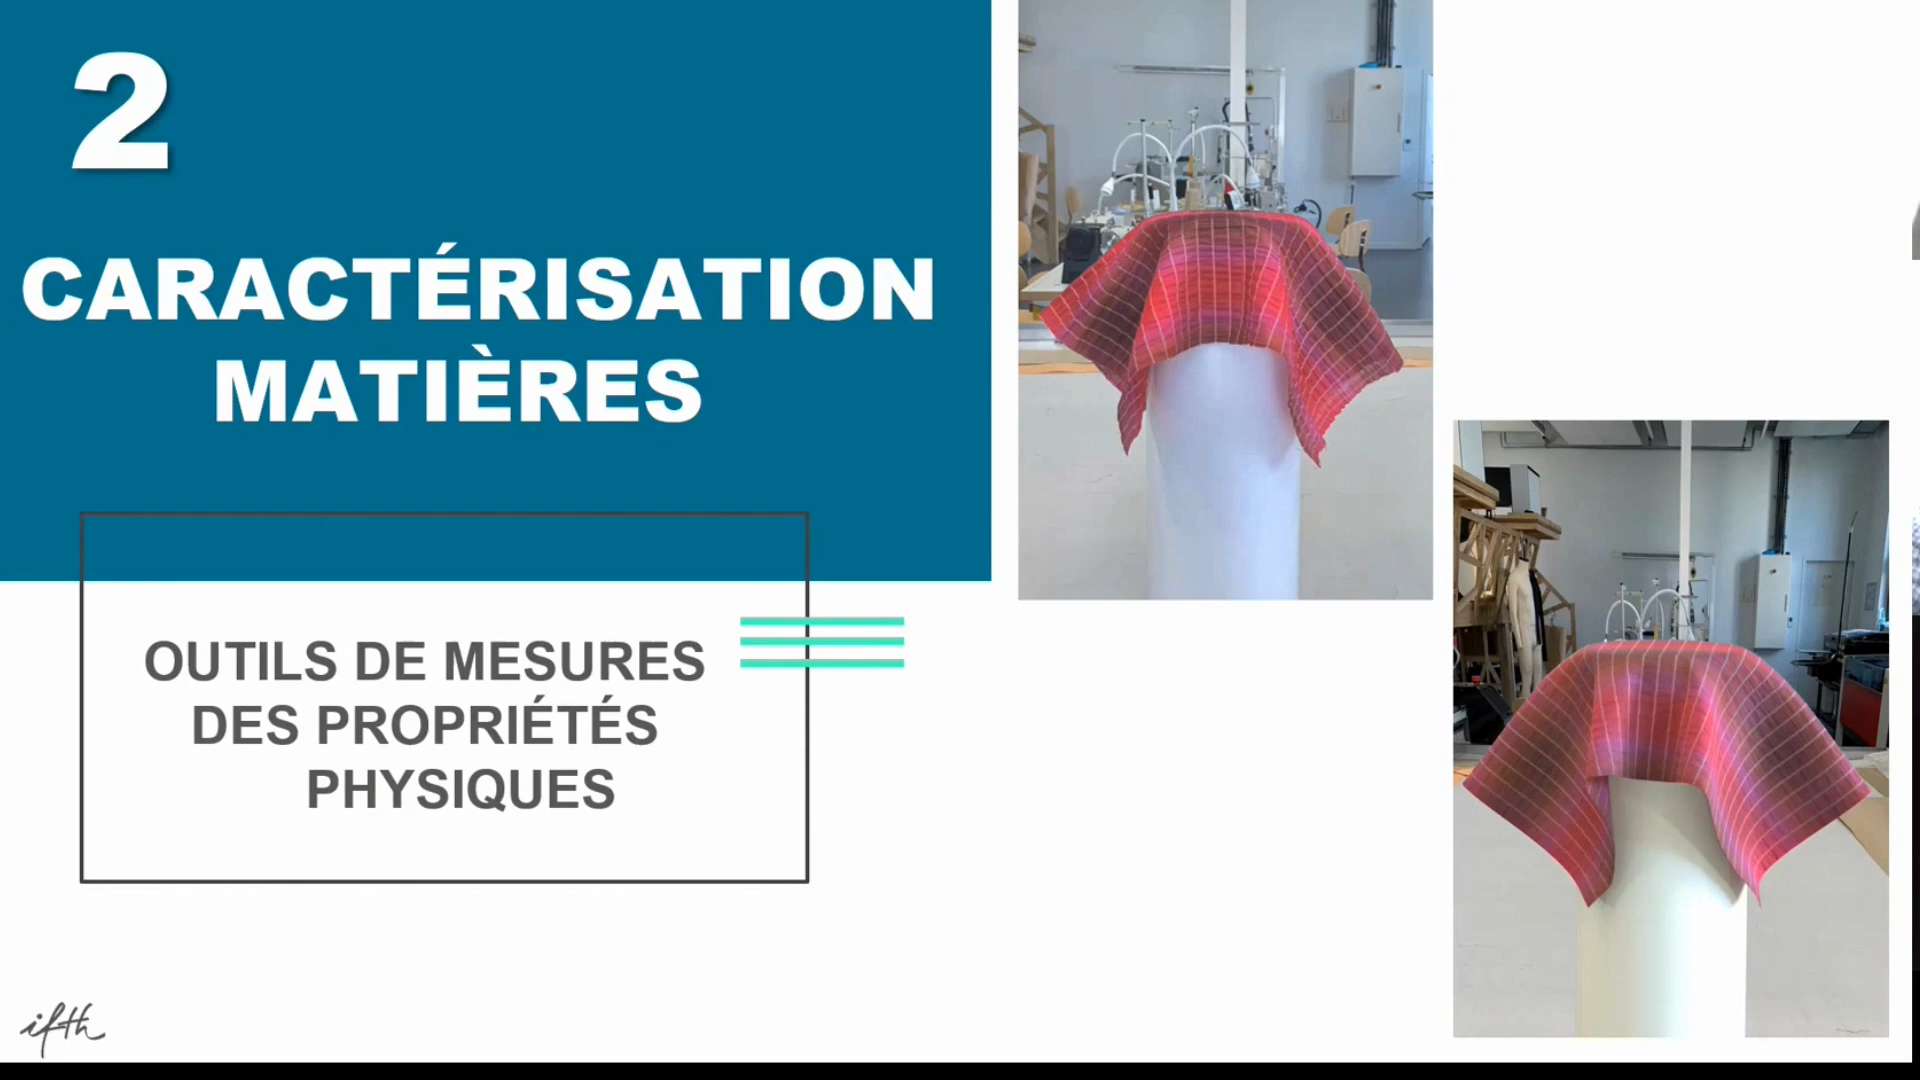 2
CARACTÉRISATION
MATIÈRES
OUTILS DE MESURES
DES PROPRIÉTÉS
PHYSIQUES
ifth